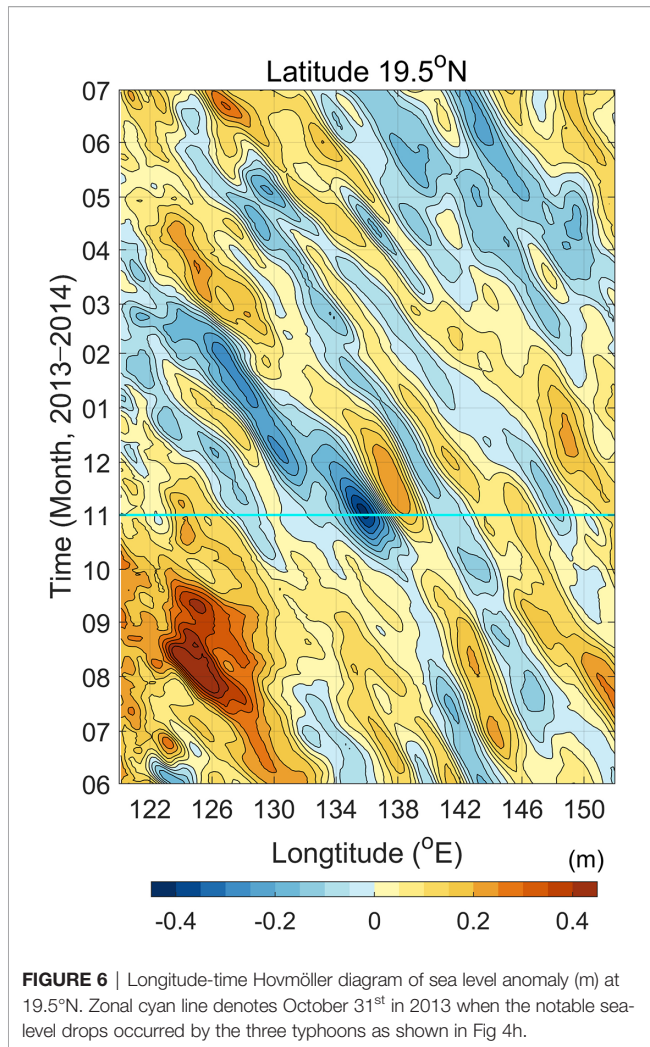 Latitude 19.5°N
07
06
05
04
03
02
01
12
11
10
09
08
07
06
Time (Month, 2013–2014)
122 126 130 134 138 142 146 150
Longtitude (°E)
(m)
-0.4 -0.2 0 0.2 0.4
FIGURE 6 | Longitude-time Hovmöller diagram of sea level anomaly (m) at
19.5°N. Zonal cyan line denotes October 31st in 2013 when the notable sea-
level drops occurred by the three typhoons as shown in Fig 4h.